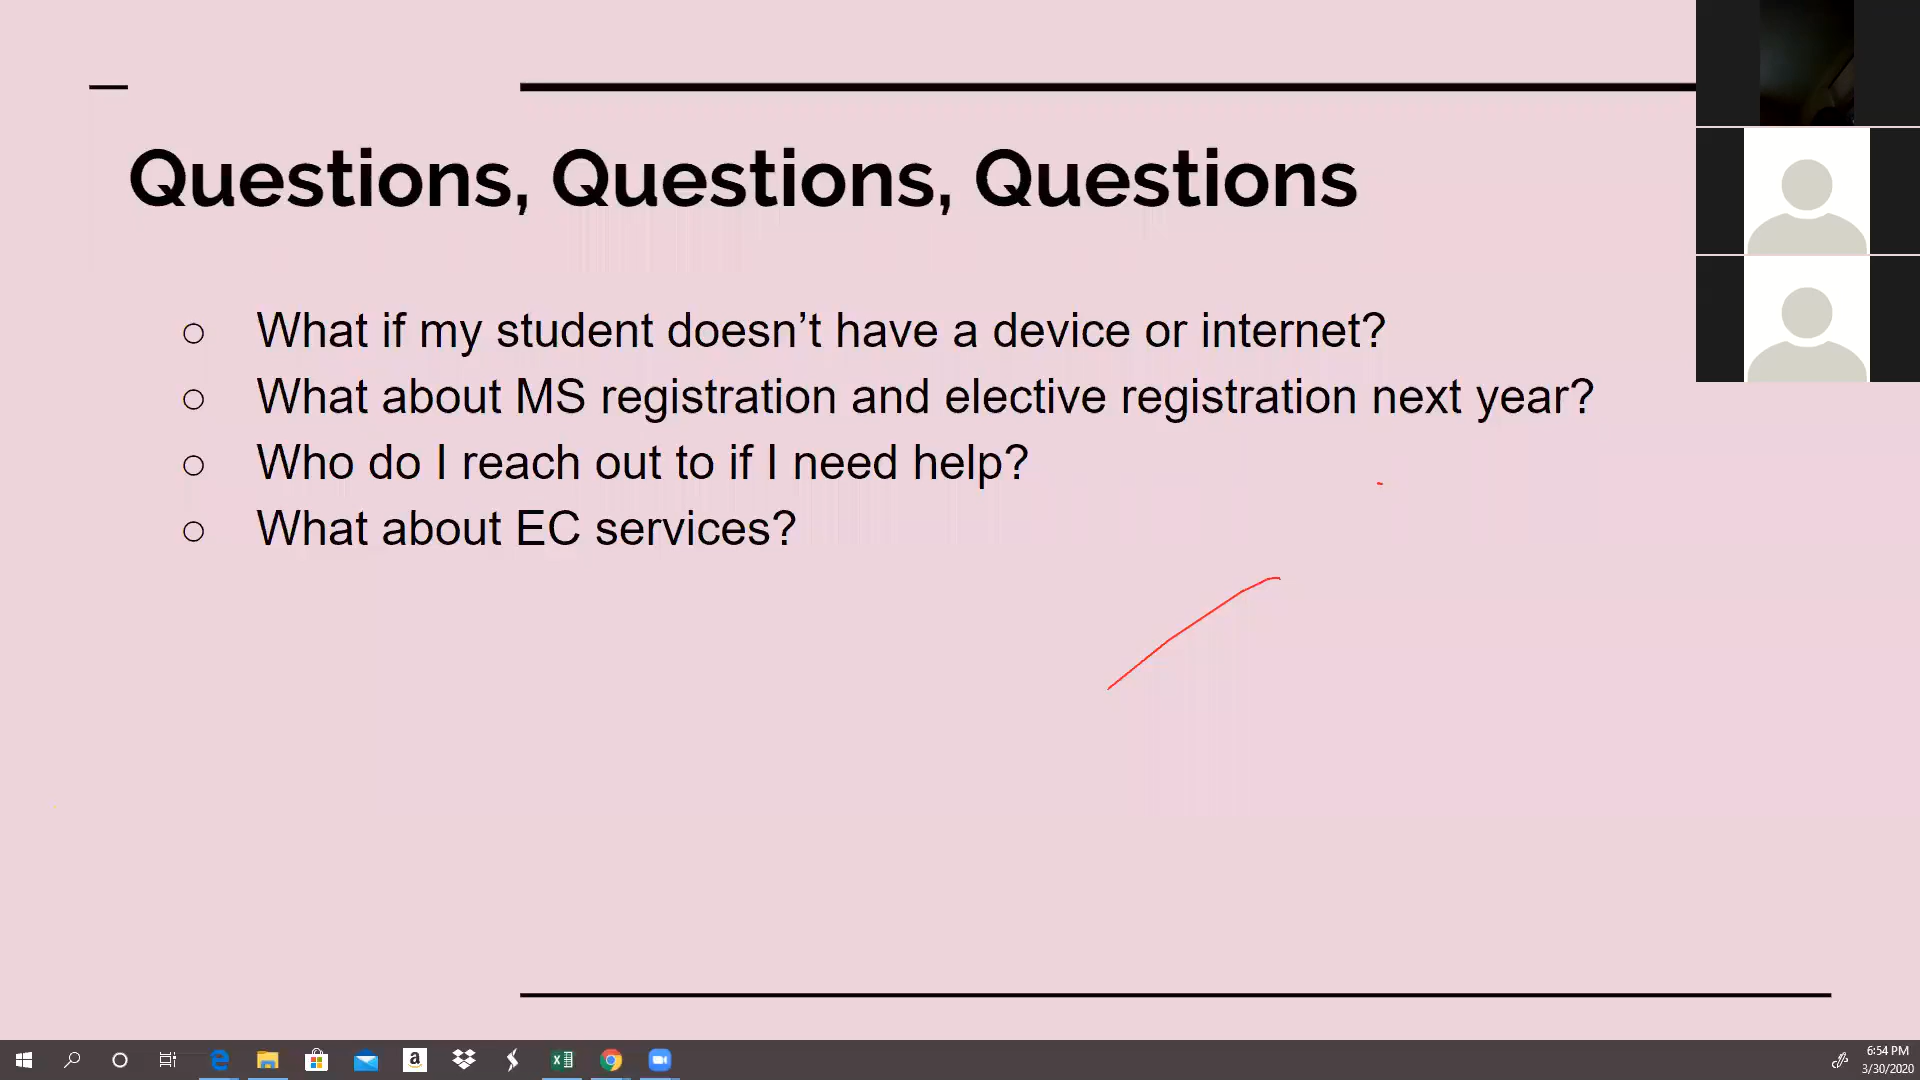 Questions, Questions, Questions
○ What if my student doesn’t have a device or internet?
○ What about MS registration and elective registration next year?
○ Who do I reach out to if I need help?
○ What about EC services?
a
6:54 PM
3/30/2020